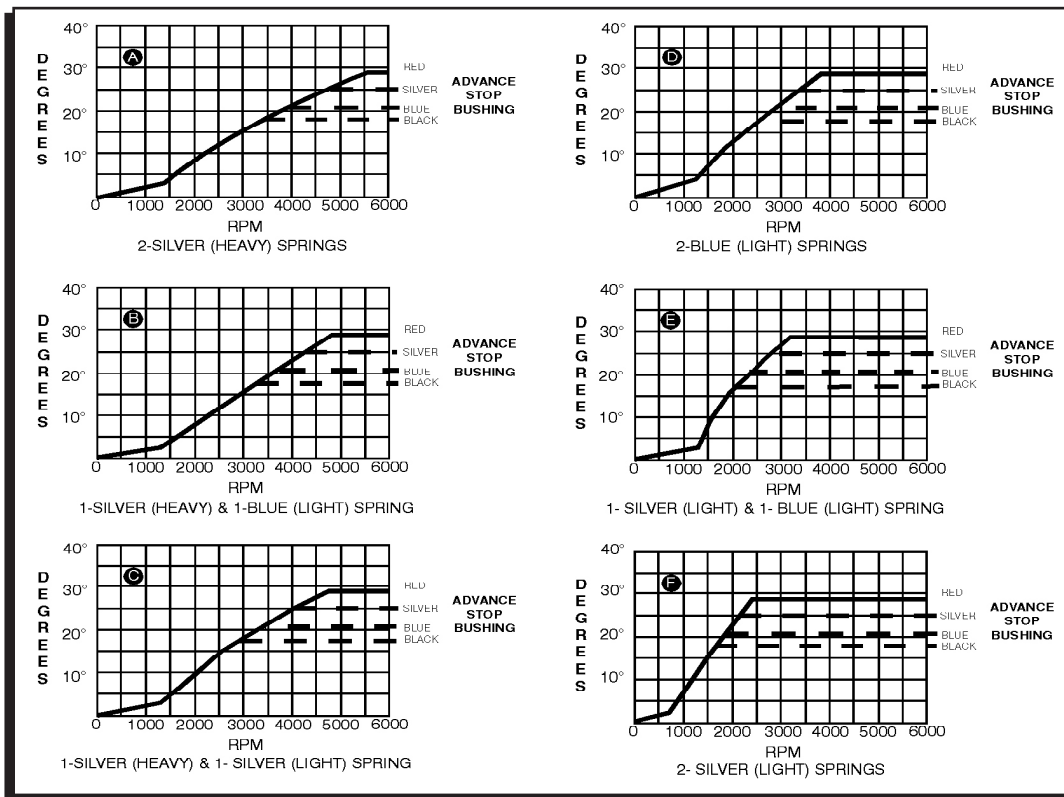 40°
A
30°
20°
10°
DEGREES
RED
SILVER
BLUE
BLACK
ADVANCE
STOP
BUSHING
0 1000 2000 3000 4000 5000 6000
RPM
2-SILVER (HEAVY) SPRINGS
40°
D
30°
20°
10°
DEGREES
RED
SILVER
BLUE
BLACK
ADVANCE
STOP
BUSHING
0 1000 2000 3000 4000 5000 6000
RPM
2-BLUE (LIGHT) SPRINGS
40°
B
30°
20°
10°
DEGREES
RED
SILVER
BLUE
BLACK
ADVANCE
STOP
BUSHING
0 1000 2000 3000 4000 5000 6000
RPM
1-SILVER (HEAVY) & 1-BLUE (LIGHT) SPRING
40°
E
30°
20°
10°
DEGREES
RED
SILVER
BLUE
BLACK
ADVANCE
STOP
BUSHING
0 1000 2000 3000 4000 5000 6000
RPM
1- SILVER (LIGHT) & 1- BLUE (LIGHT) SPRING
40°
C
30°
20°
10°
DEGREES
RED
SILVER
BLUE
BLACK
ADVANCE
STOP
BUSHING
0 1000 2000 3000 4000 5000 6000
RPM
1-SILVER (HEAVY) & 1- SILVER (LIGHT) SPRING
40°
F
30°
20°
10°
DEGREES
RED
SILVER
BLUE
BLACK
ADVANCE
STOP
BUSHING
0 1000 2000 3000 4000 5000 6000
RPM
2- SILVER (LIGHT) SPRINGS